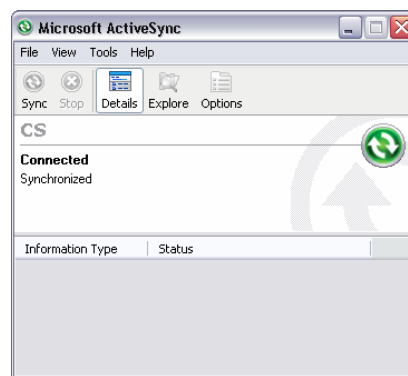 Microsoft ActiveSync
File View Tools Help
Sync Stop Details Explore Options
CS
Connected
Synchronized
Information Type Status